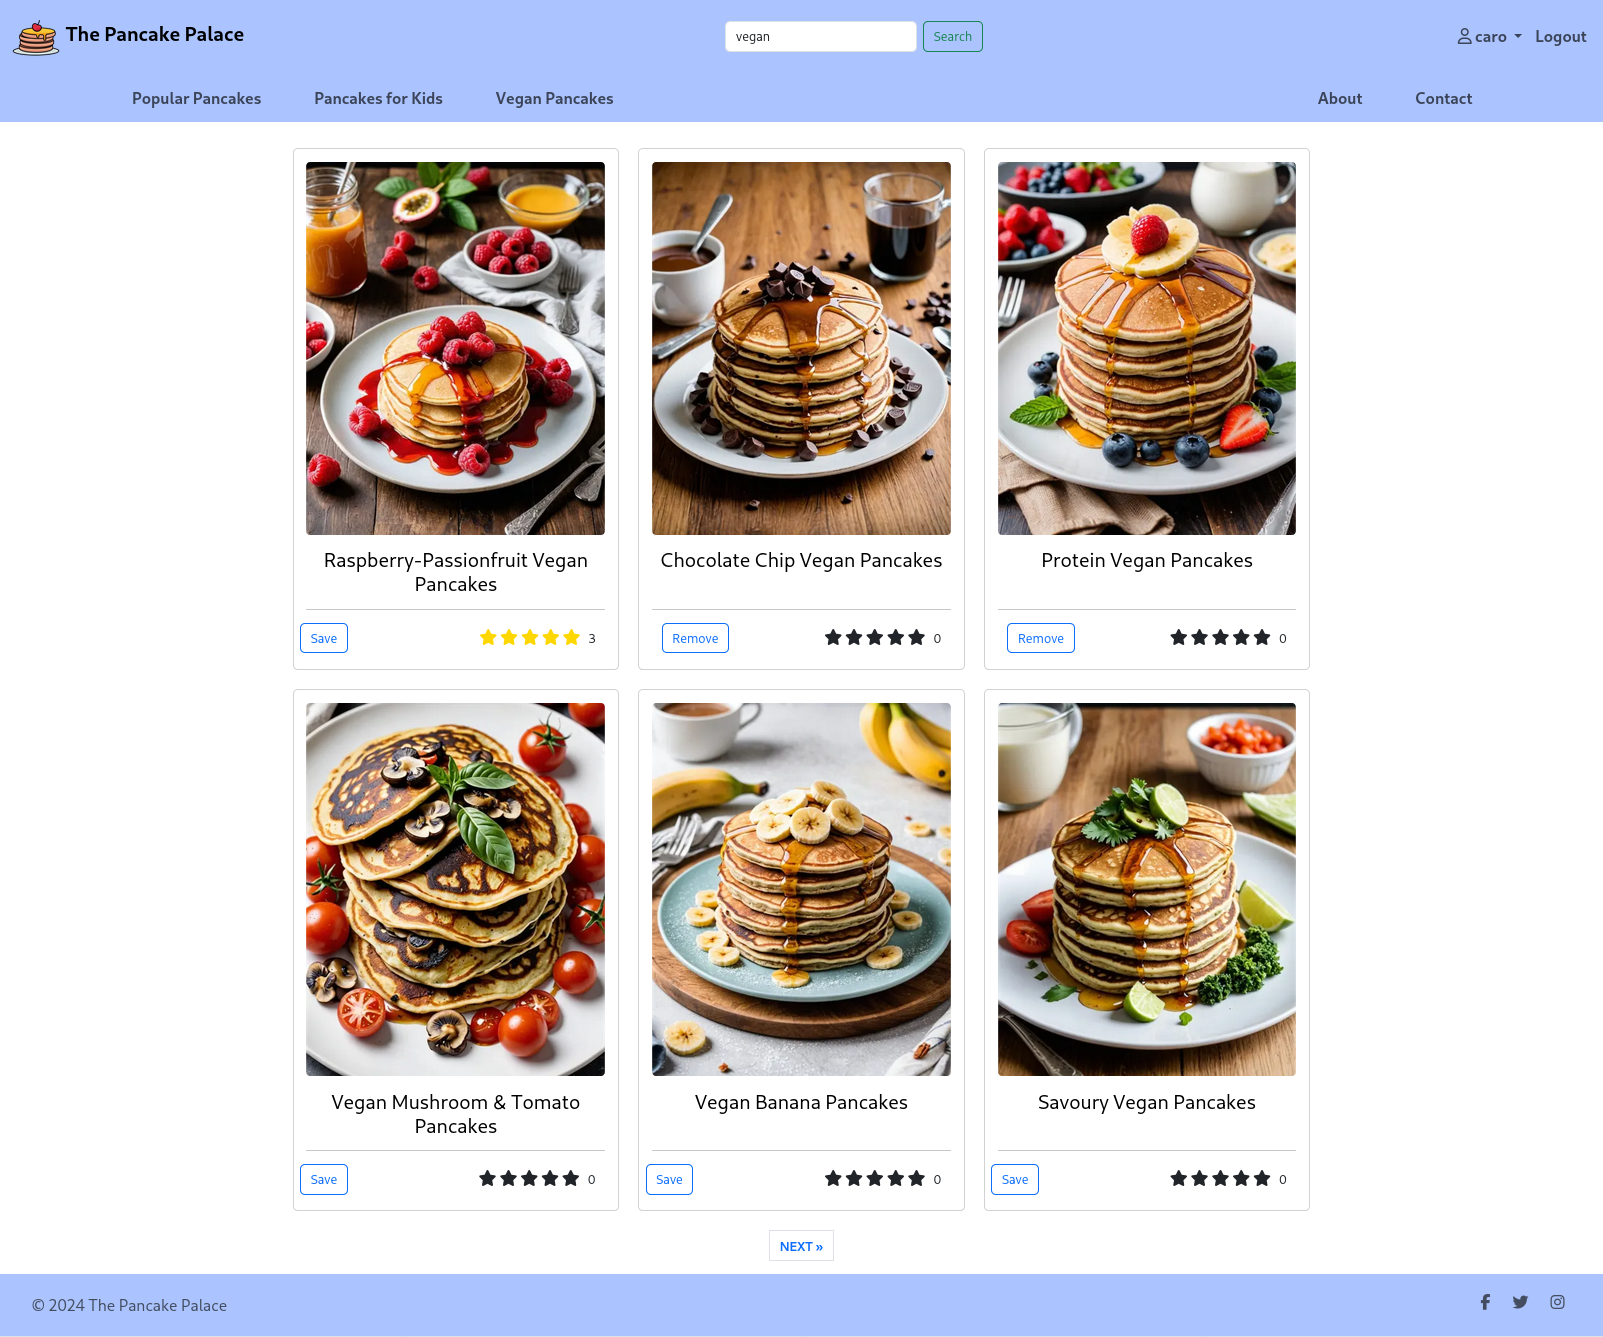 The Pancake Palace
vegan
Search
caro
Logout
Popular Pancakes
Pancakes for Kids
Vegan Pancakes
About
Contact
Raspberry-Passionfruit Vegan
Pancakes
Save
3
Chocolate Chip Vegan Pancakes
Remove
0
Protein Vegan Pancakes
Remove
0
Vegan Mushroom & Tomato
Pancakes
Save
0
Vegan Banana Pancakes
Save
0
Savoury Vegan Pancakes
Save
0
NEXT »
© 2024 The Pancake Palace